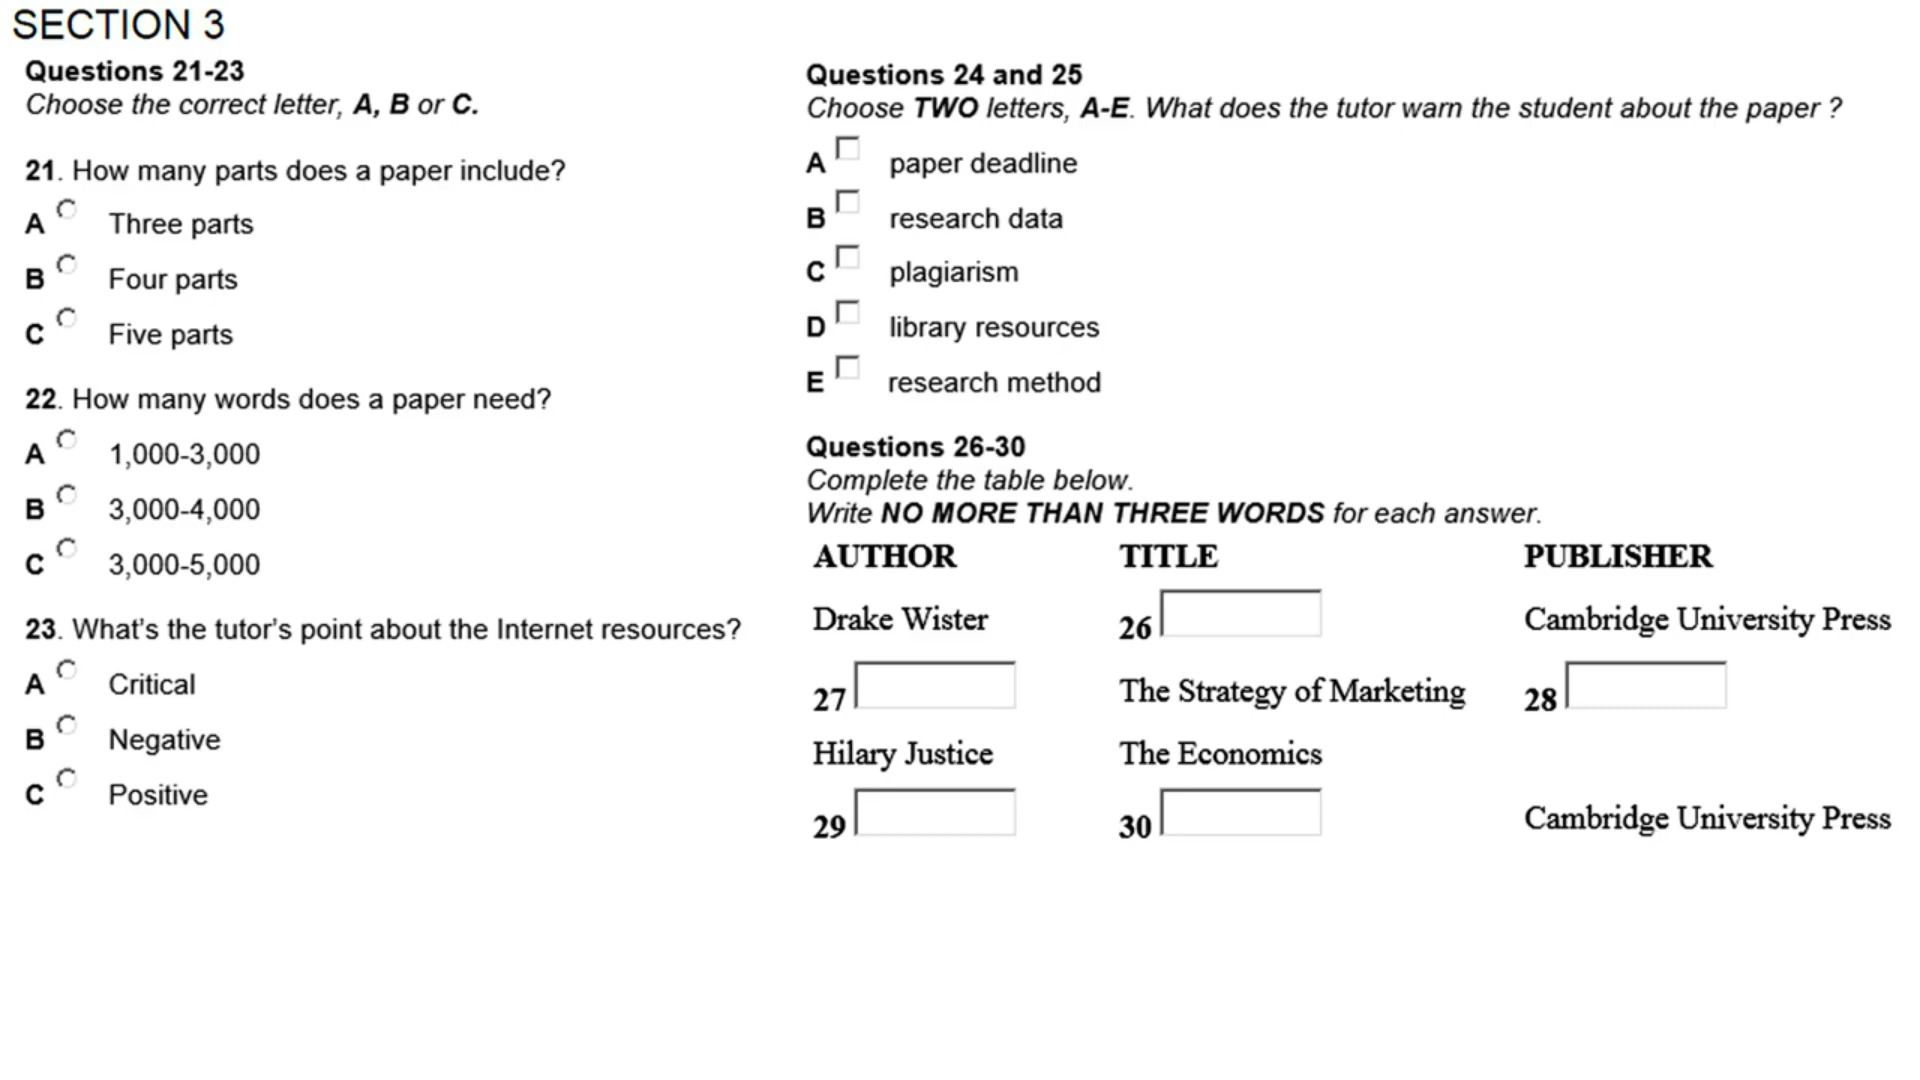 SECTION 3
Questions 21-23
Choose the correct letter, A, B or C.
21. How many parts does a paper include?
A Three parts
B Four parts
C Five parts
22. How many words does a paper need?
A 1,000-3,000
B 3,000-4,000
C 3,000-5,000
23. What's the tutor's point about the Internet resources?
A Critical
B Negative
C Positive
Questions 24 and 25
Choose TWO letters, A-E. What does the tutor warn the student about the paper ?
A paper deadline
B research data
C plagiarism
D library resources
E research method
Questions 26-30
Complete the table below.
Write NO MORE THAN THREE WORDS for each answer.
AUTHOR TITLE PUBLISHER
Drake Wister 26 Cambridge University Press
27 The Strategy of Marketing 28
Hilary Justice The Economics
29 30 Cambridge University Press